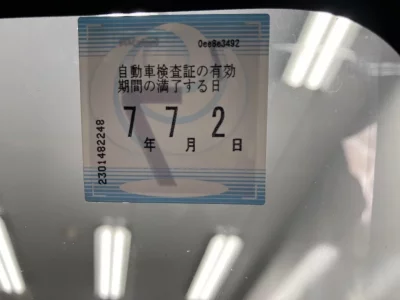 0ee8e3492
自動車検査証の有効
期間の満了する日
7年 7月 2日
2301482248